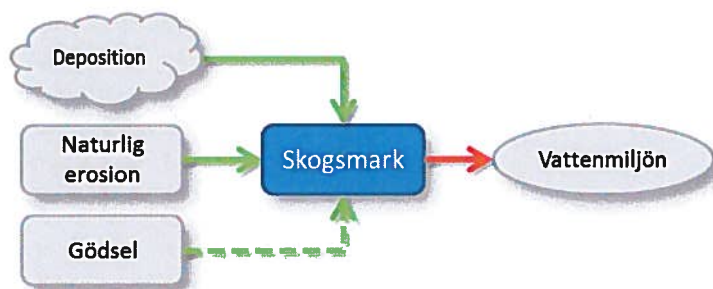 Deposition
Naturlig
erosion
Skogsmark
Vattenmiljön
Gödsel